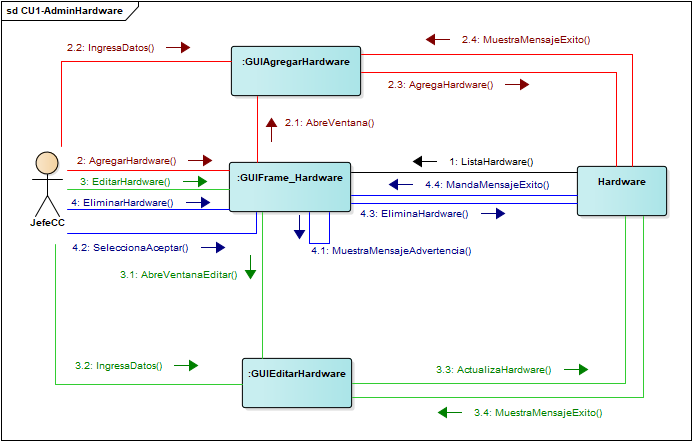 sd CU1-AdminHardware
2.2: IngresaDatos()
:GUIAgregarHardware
2.4: MuestraMensajeExito()
2.3: AgregaHardware()
2.1: AbreVentana()
2: AgregarHardware()
1: ListaHardware()
3: EditarHardware()
:GUIFrame_Hardware
4.4: MandaMensajeExito()
Hardware
4: EliminarHardware()
4.3: EliminaHardware()
JefeCC
4.2: SeleccionaAceptar()
4.1: MuestraMensajeAdvertencia()
3.1: AbreVentanaEditar()
3.2: IngresaDatos()
:GUIEditarHardware
3.3: ActualizaHardware()
3.4: MuestraMensajeExito()